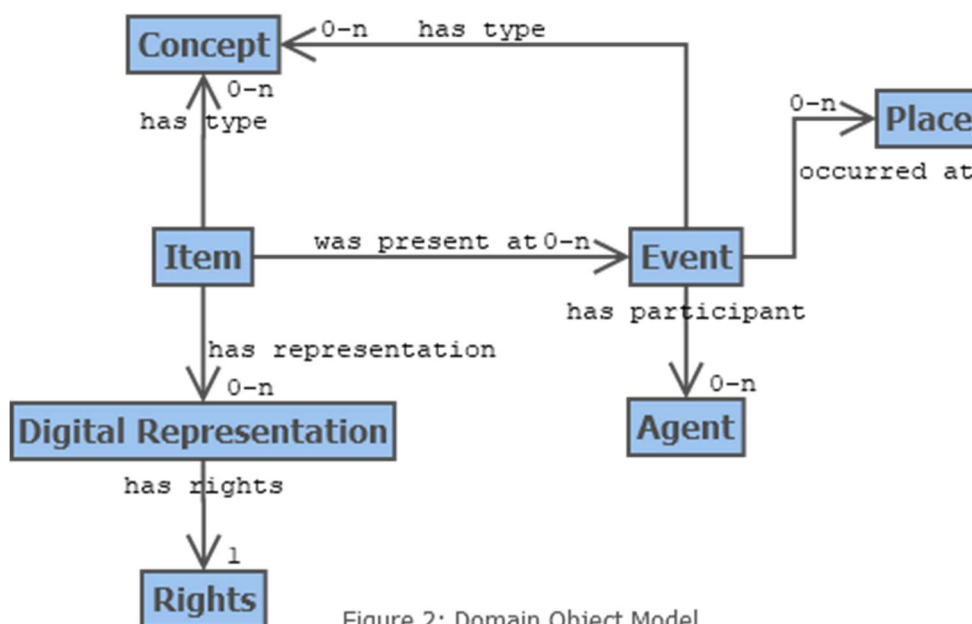 0-n has type
Concept
0-n
has type
0-n
Place
occurred at
Item
was present at 0-n
Event
has participant
has representation
0-n
0-n
Digital Representation
Agent
has rights
1
Rights
Figure 2: Domain Object Model